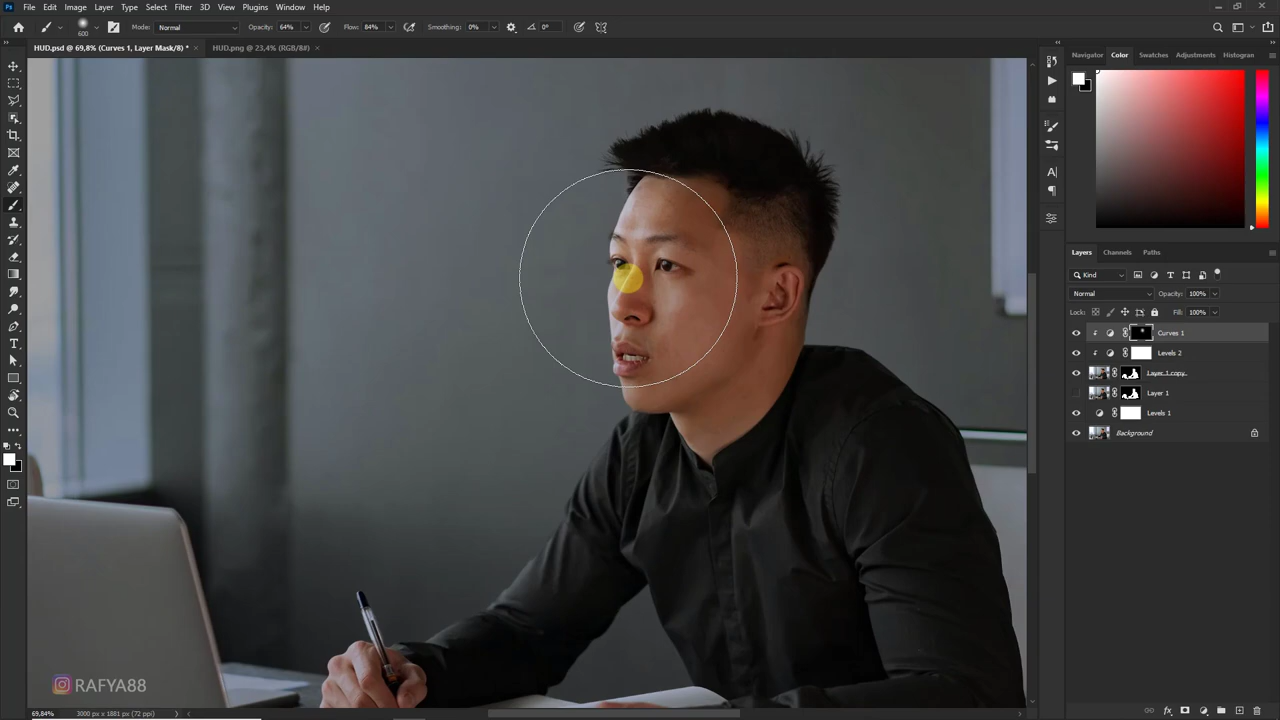 Ps File Edit Image Layer Type Select Filter 3D View Plugins Window Help
600 Mode: Normal Opacity: 64% Flow: 84% Smoothing: 0% 0°
HUD.psd @ 69,8% (Curves 1, Layer Mask/8) * × HUD.png @ 23,4% (RGB/8#) ×
Navigator Color Swatches Adjustments Histogran
Layers Channels Paths
Kind
Normal Opacity: 100%
Lock: Fill: 100%
Curves 1
Levels 2
Layer 1 copy
Layer 1
Levels 1
Background
RAFYA88
69,84% 3000 px x 1881 px (72 ppi)